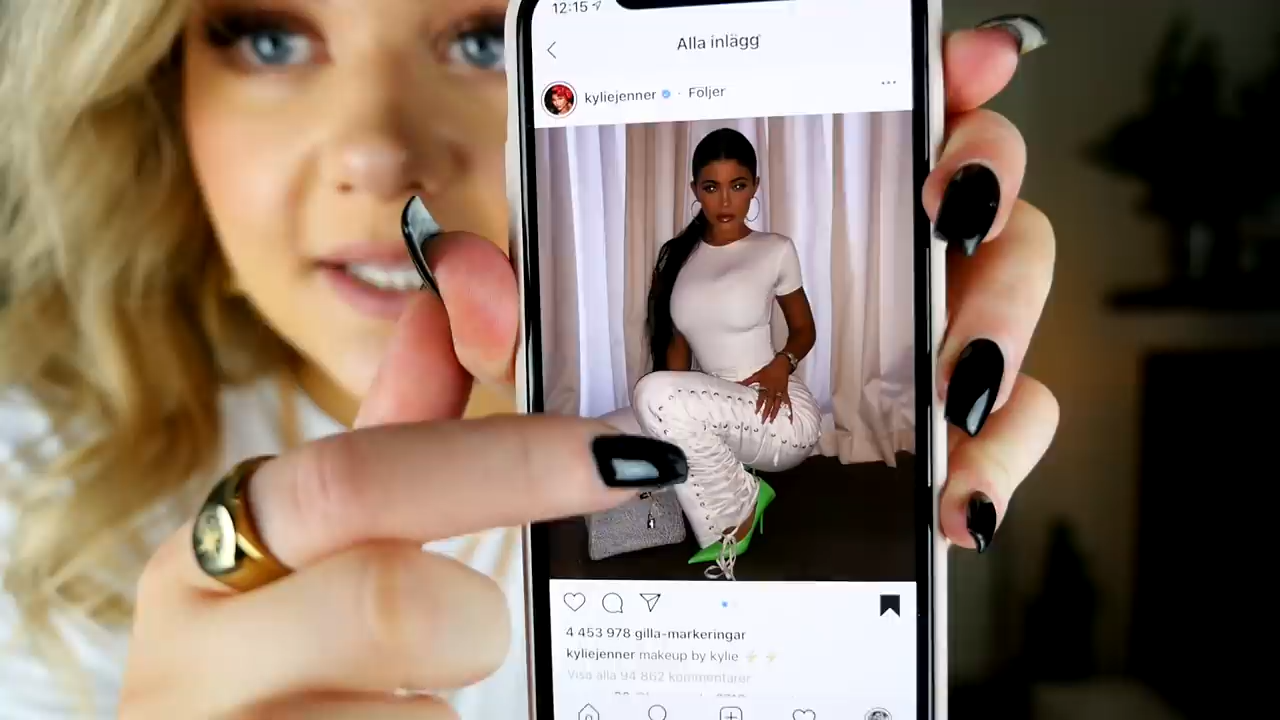 12:15
Alla inlägg
kyliejenner · Följer
4 453 978 gilla-markeringar
kyliejenner makeup by kylie
Visa alla 94 862 kommentarer